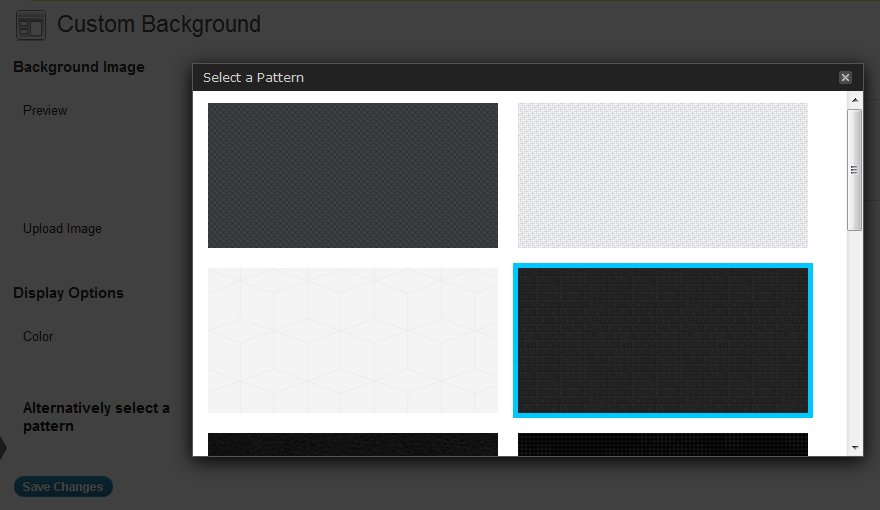 Custom Background
Background Image
Select a Pattern
Preview
Upload Image
Display Options
Color
Alternatively select a
pattern
Save Changes